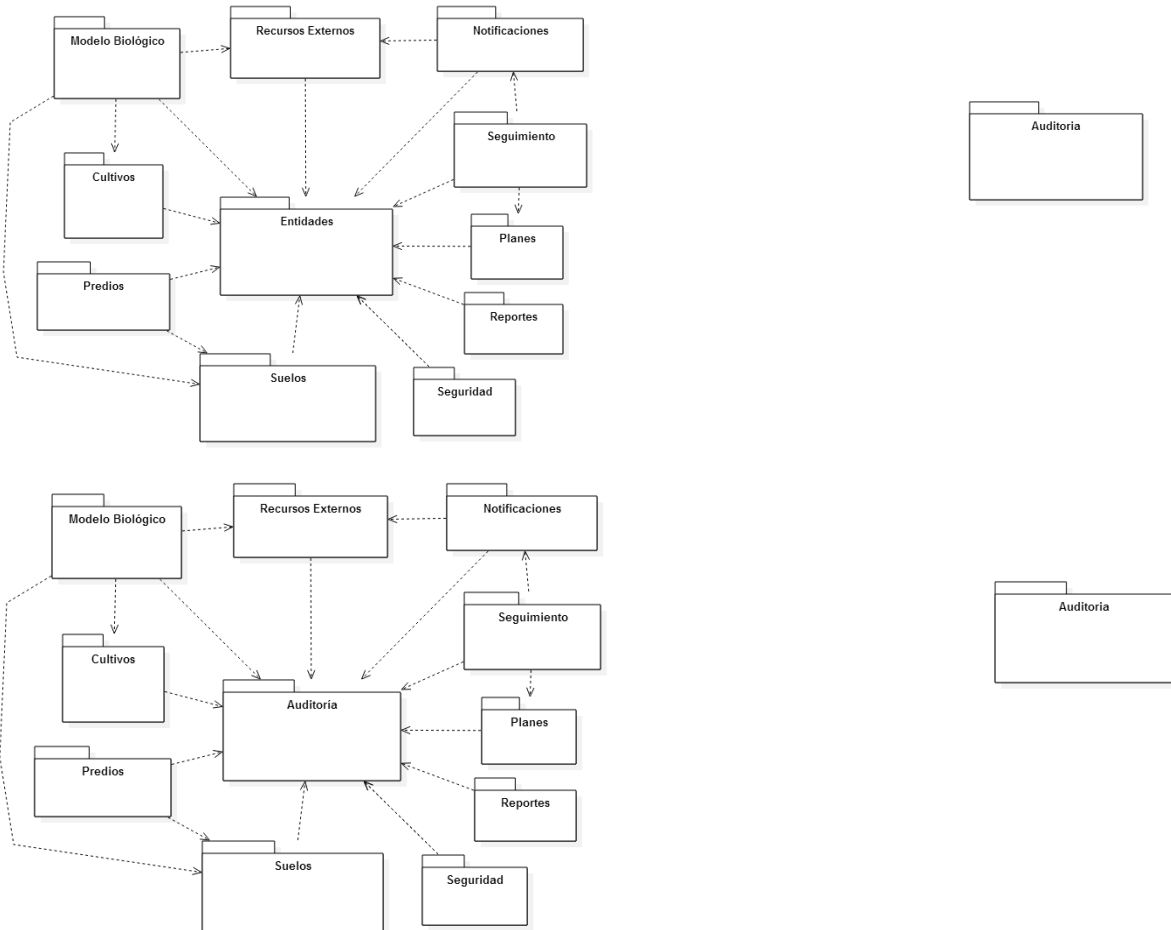 Modelo Biológico
Recursos Externos
Notificaciones
Auditoria
Seguimiento
Cultivos
Entidades
Planes
Predios
Reportes
Suelos
Seguridad
Modelo Biológico
Recursos Externos
Notificaciones
Auditoria
Seguimiento
Cultivos
Auditoría
Planes
Predios
Reportes
Suelos
Seguridad